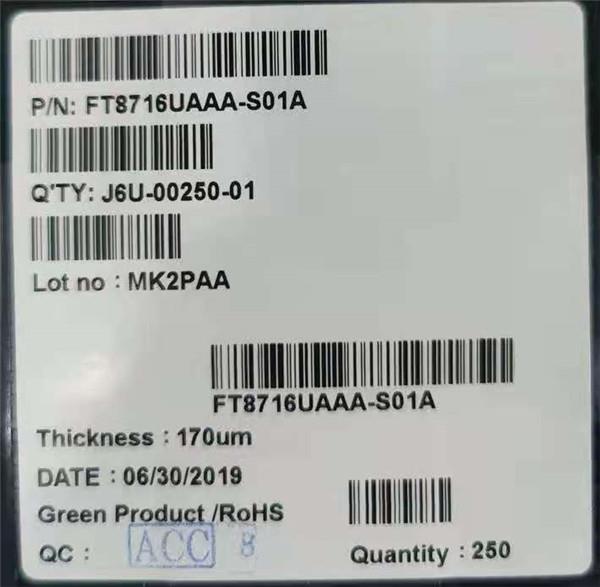 P/N: FT8716UAAA-S01A
Q'TY: J6U-00250-01
Lot no : MK2PAA
FT8716UAAA-S01A
Thickness : 170um
DATE : 06/30/2019
Green Product /RoHS
QC : ACC 8
Quantity : 250